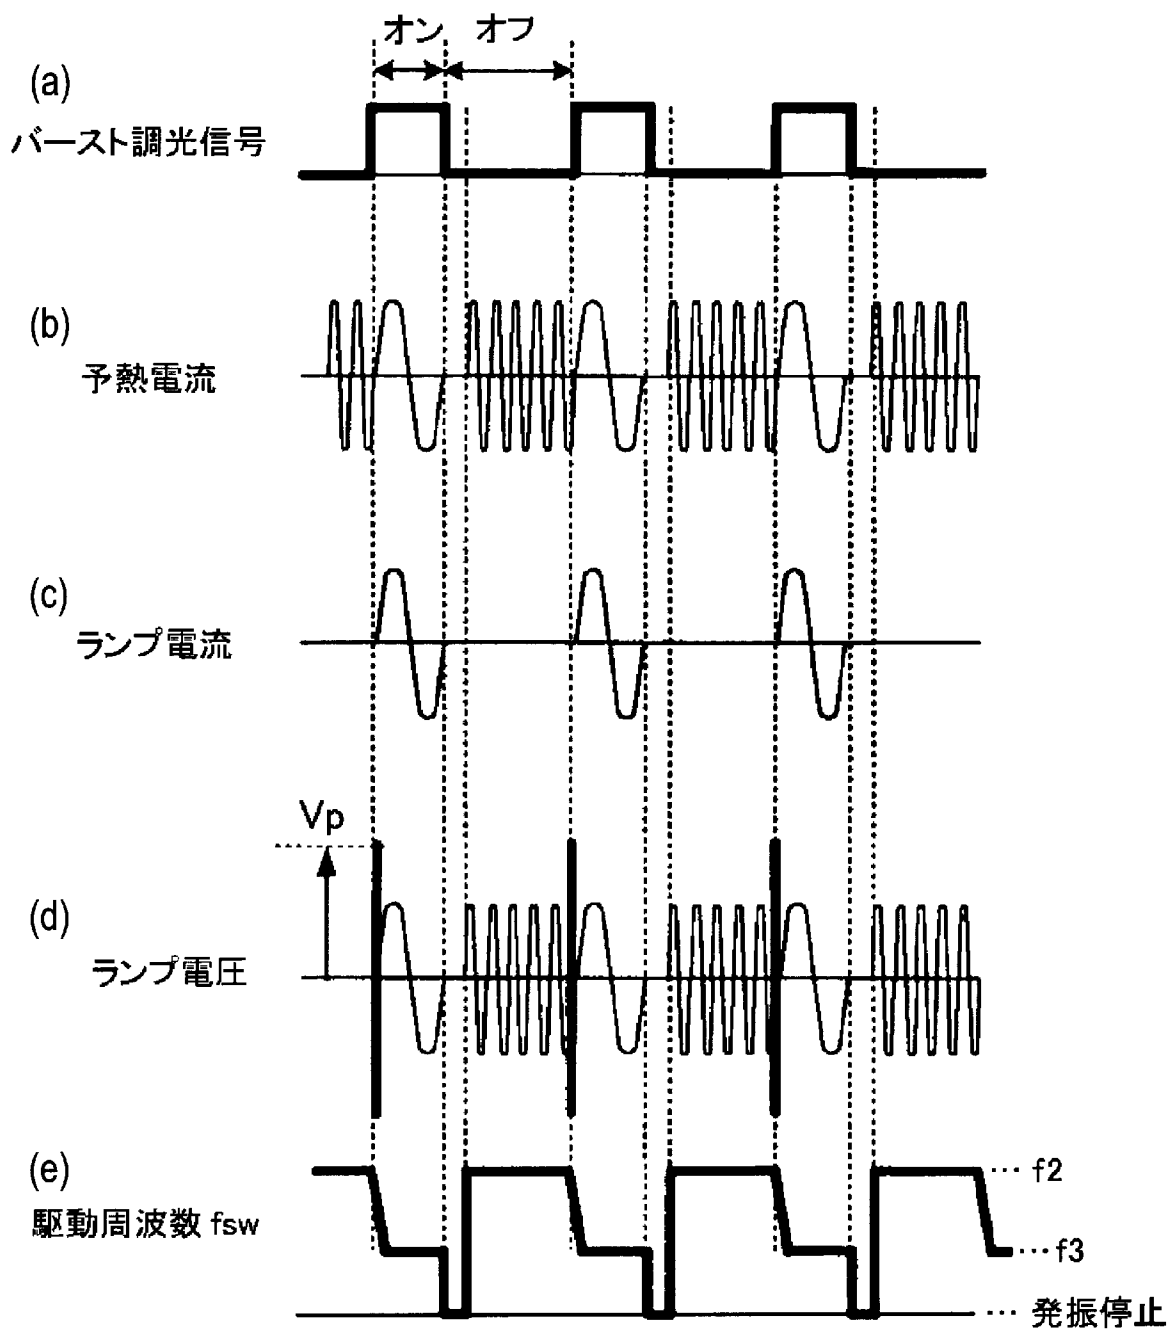 オン
オフ
(a)
バースト調光信号
(b)
予熱電流
(c)
ランプ電流
Vp
(d)
ランプ電圧
(e)
駆動周波数 fsw
… f2
… f3
… 発振停止